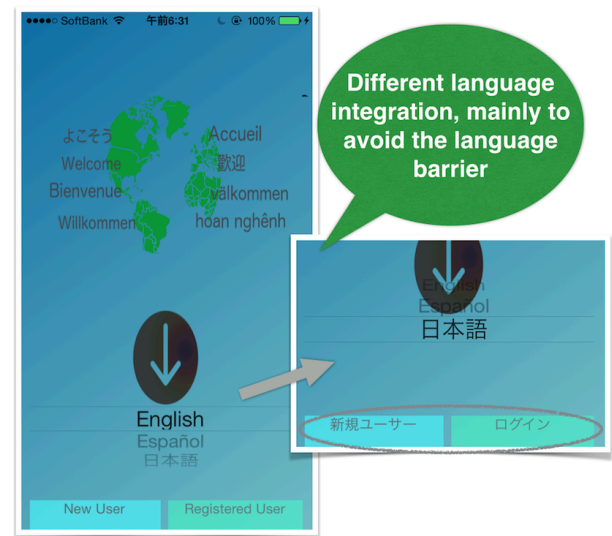 SoftBank 午前6:31 100%
よこそう
Accueil
Welcome
歡迎
Bienvenue
välkommen
Willkommen
hoan nghênh
English
Español
日本語
New User Registered User
Different language
integration, mainly to
avoid the language
barrier
English
Español
日本語
新規ユーサー ログイン